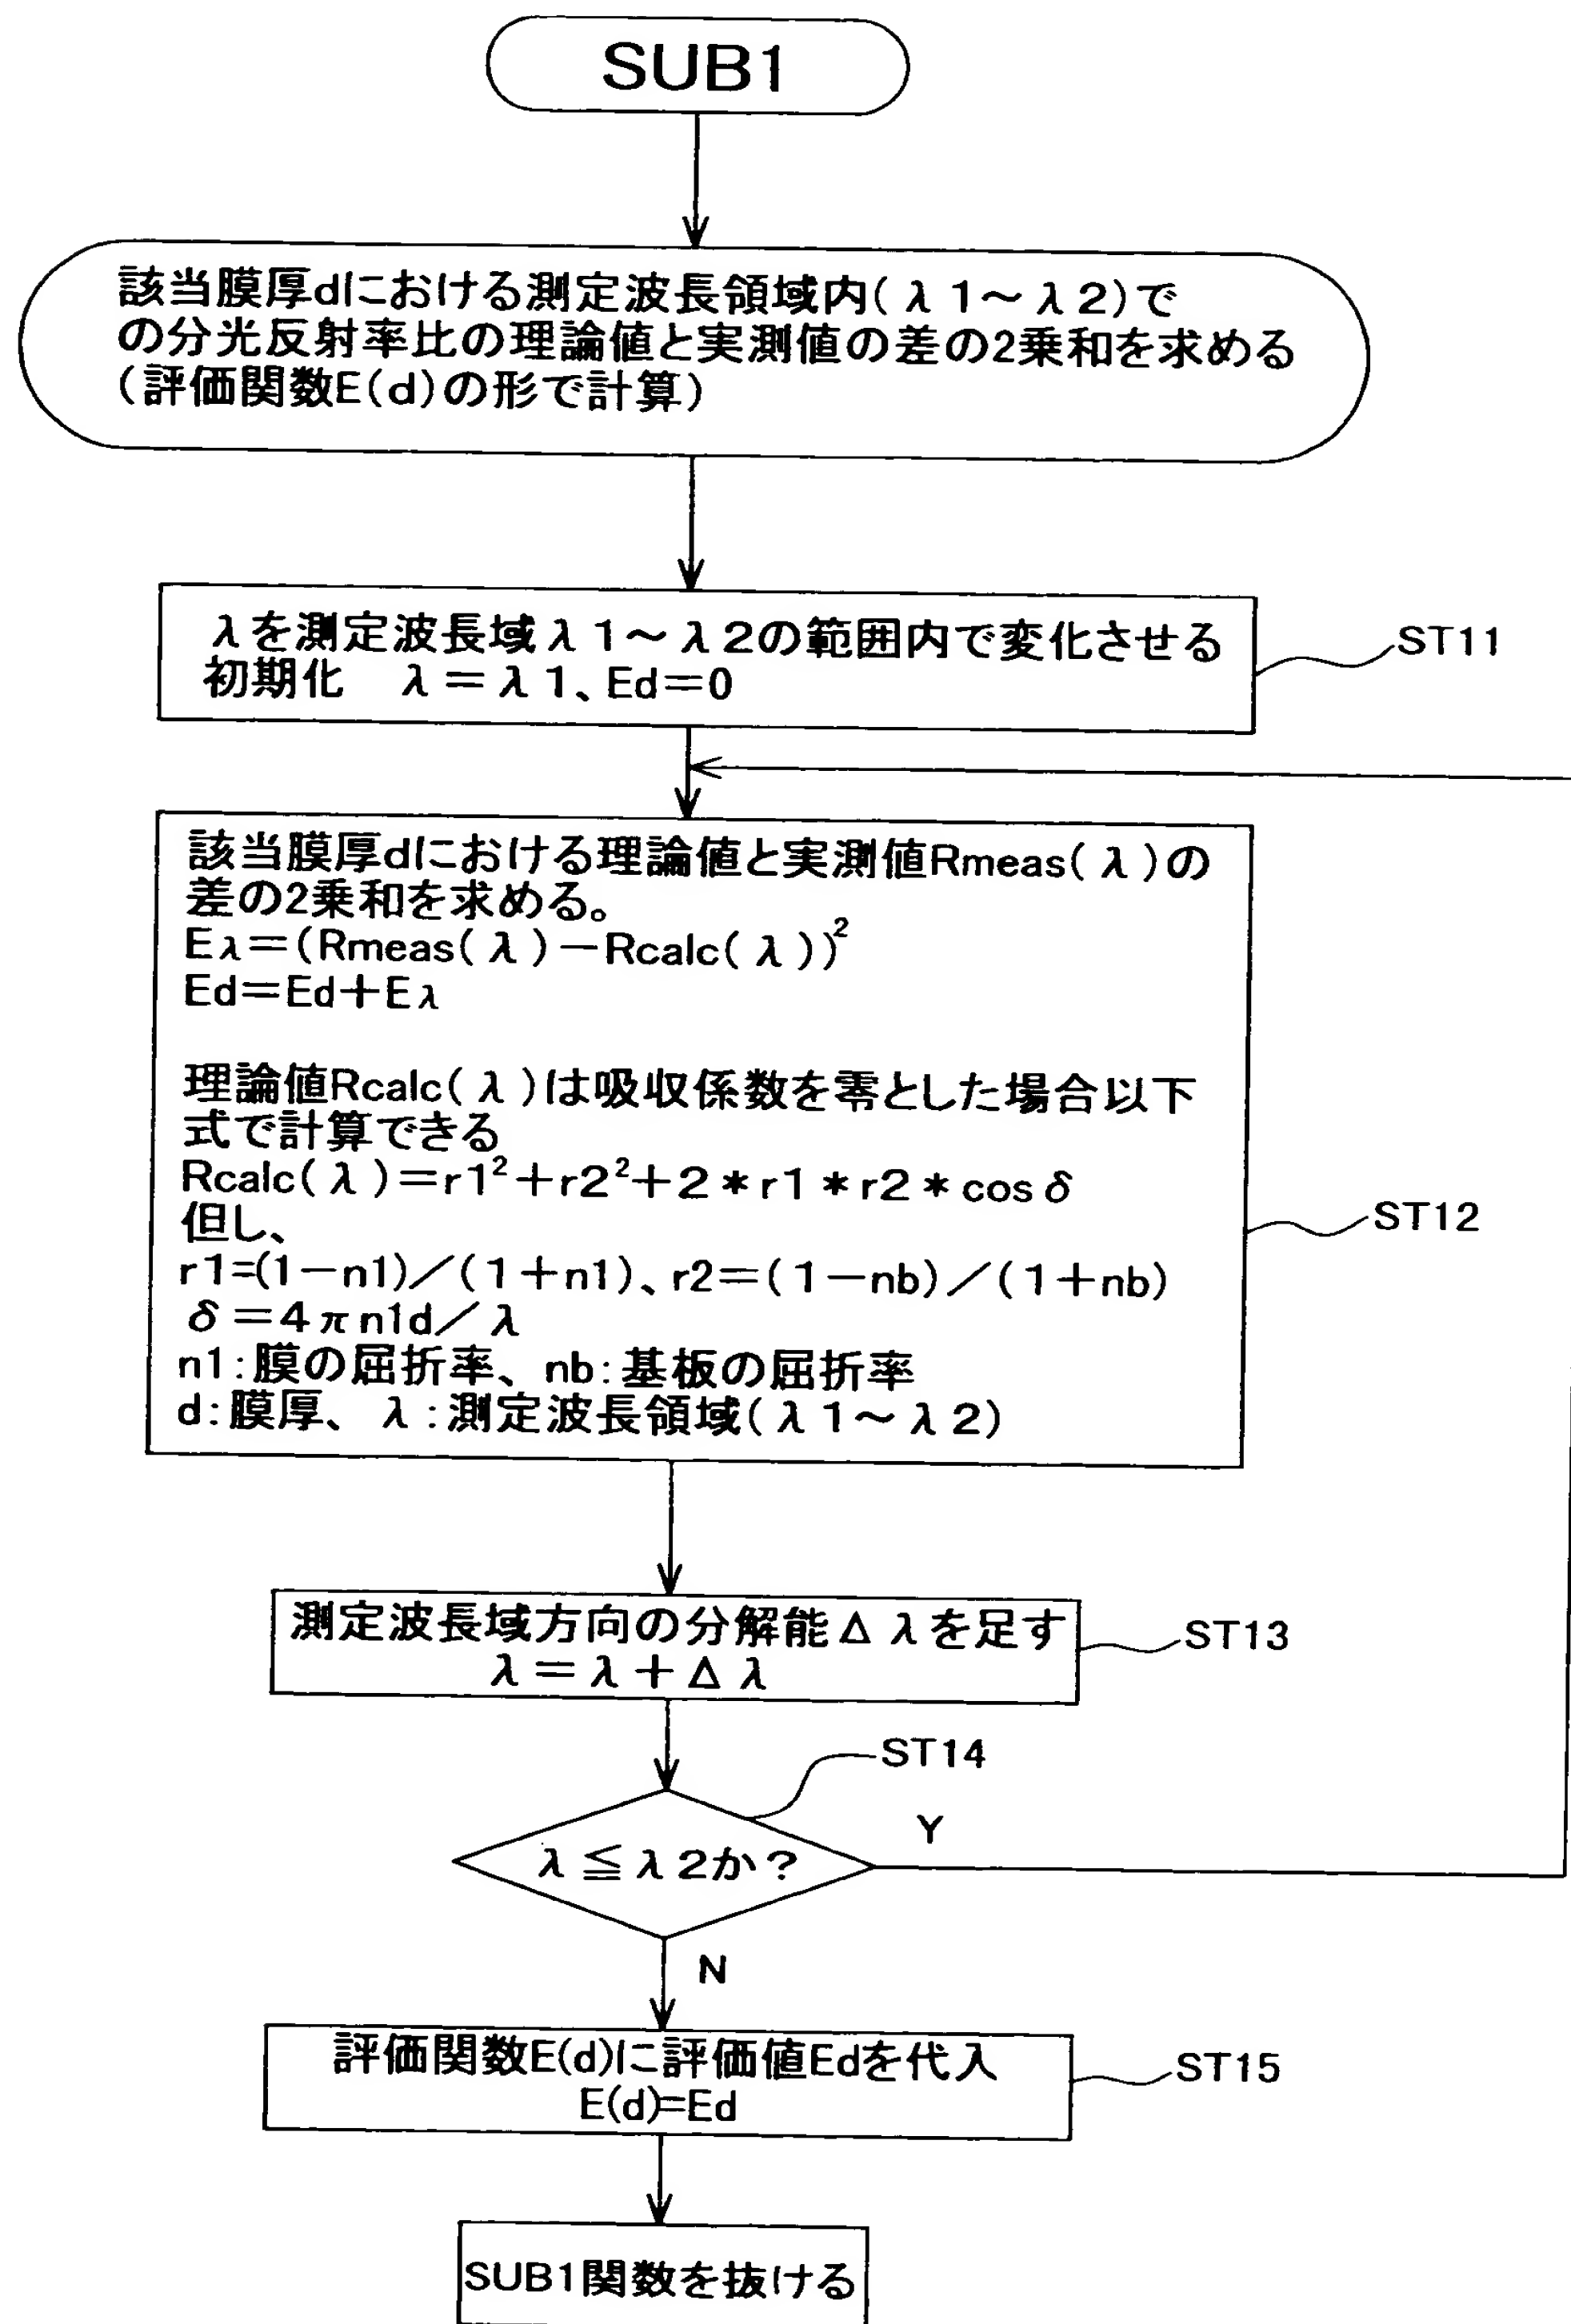 SUB1
該当膜厚dにおける測定波長領域内(λ1～λ2)で
の分光反射率比の理論値と実測値の差の2乗和を求める
(評価関数E(d)の形で計算)
λを測定波長域λ1～λ2の範囲内で変化させる
初期化　λ=λ1、Ed=0
ST11
該当膜厚dにおける理論値と実測値Rmeas(λ)の
差の2乗和を求める。
Eλ=(Rmeas(λ)-Rcalc(λ))²
Ed=Ed+Eλ
理論値Rcalc(λ)は吸収係数を零とした場合以下
式で計算できる
Rcalc(λ)=r1²+r2²+2*r1*r2*cosδ
但し、
r1=(1-n1)/(1+n1)、r2=(1-nb)/(1+nb)
δ=4πn1d/λ
n1:膜の屈折率、nb:基板の屈折率
d:膜厚、λ:測定波長領域(λ1～λ2)
ST12
測定波長域方向の分解能Δλを足す
λ=λ+Δλ
ST13
ST14
λ≦λ2か?
Y
N
評価関数E(d)に評価値Edを代入
E(d)=Ed
ST15
SUB1関数を抜ける